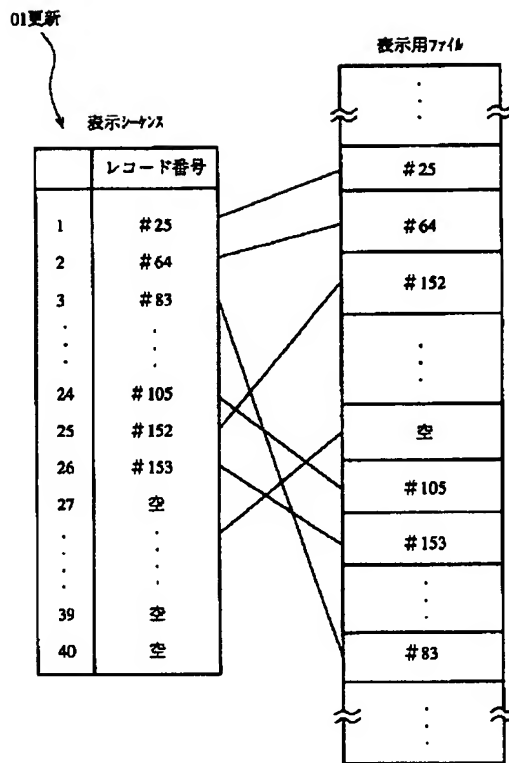 01更新
表示シーケンス
レコード番号
1 #25
2 #64
3 #83
24 #105
25 #152
26 #153
27 空
39 空
40 空
表示用ファイル
#25
#64
#152
空
#105
#153
#83